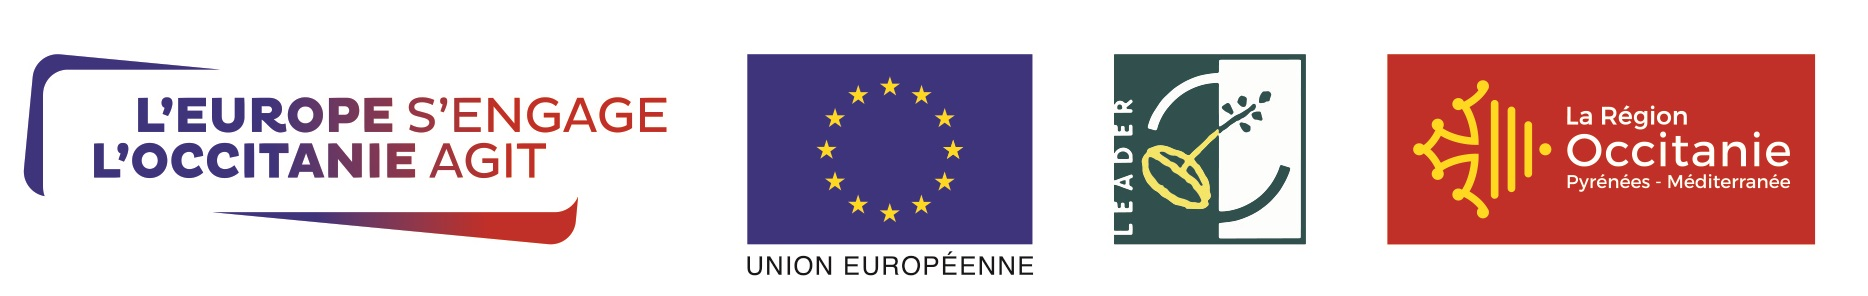 L'EUROPE S'ENGAGE
L'OCCITANIE AGIT
UNION EUROPÉENNE
LEADER
La Région
Occitanie
Pyrénées - Méditerranée